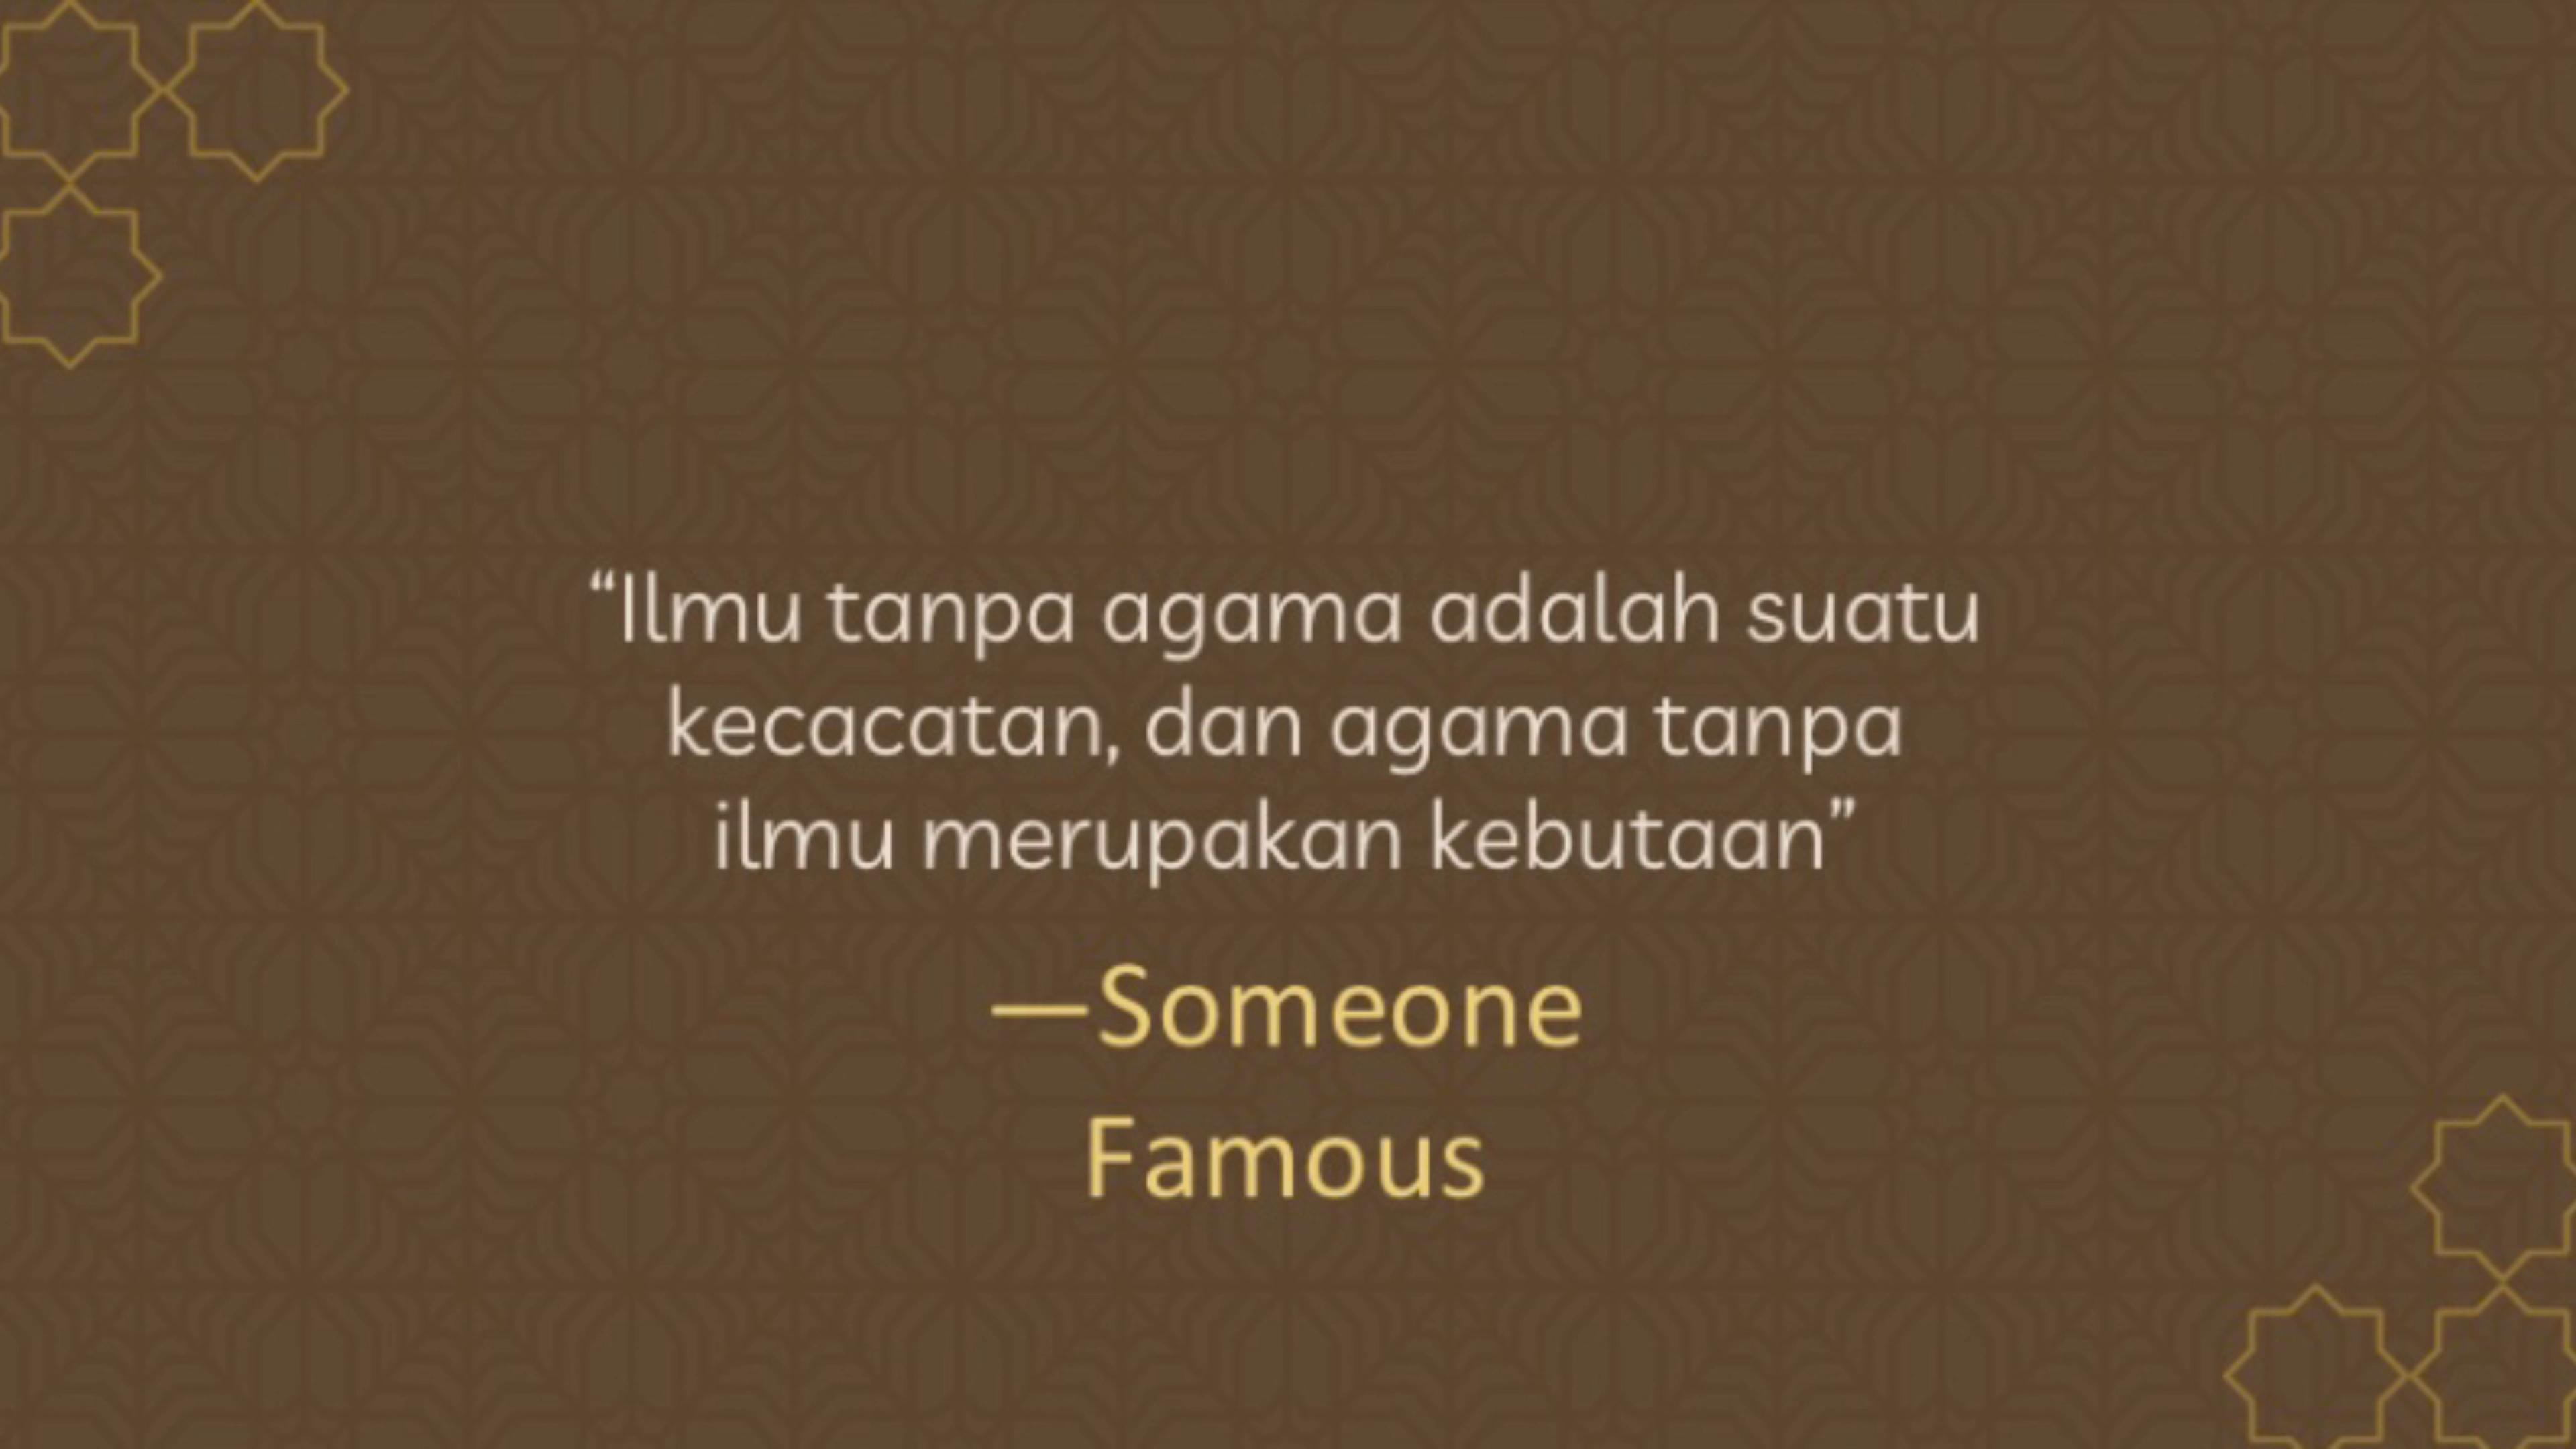 “Ilmu tanpa agama adalah suatu
kecacatan, dan agama tanpa
ilmu merupakan kebutaan”
—Someone
Famous